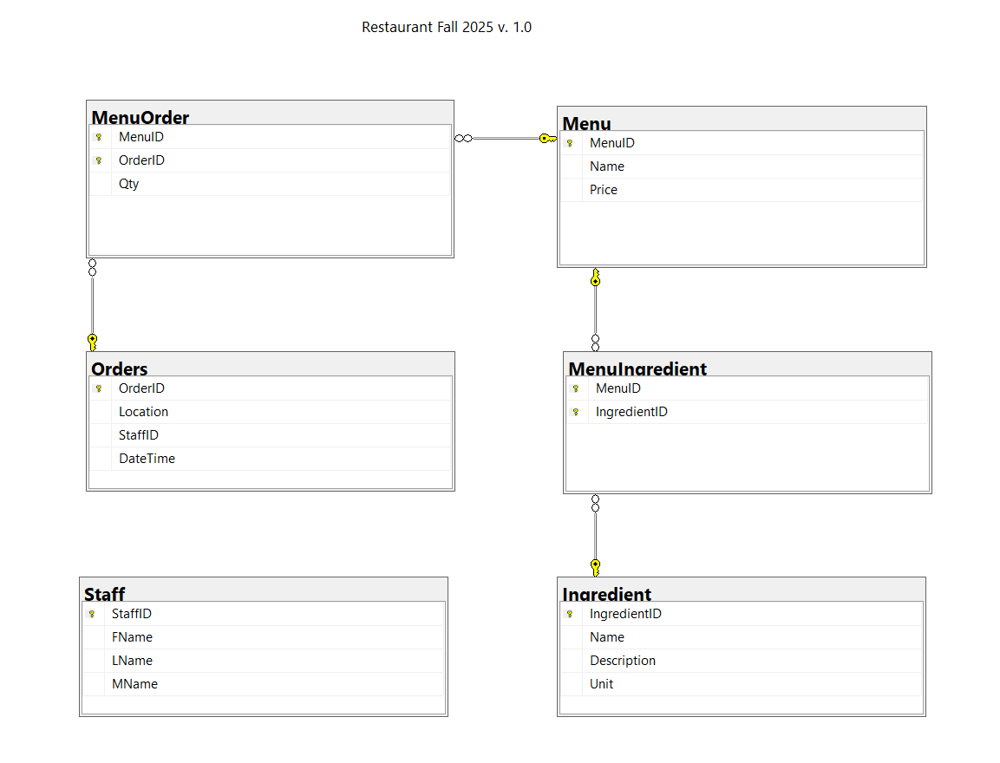 Restaurant Fall 2025 v. 1.0
MenuOrder
MenuID
OrderID
Qty
Menu
MenuID
Name
Price
Orders
OrderID
Location
StaffID
DateTime
MenuIngredient
MenuID
IngredientID
Staff
StaffID
FName
LName
MName
Ingredient
IngredientID
Name
Description
Unit